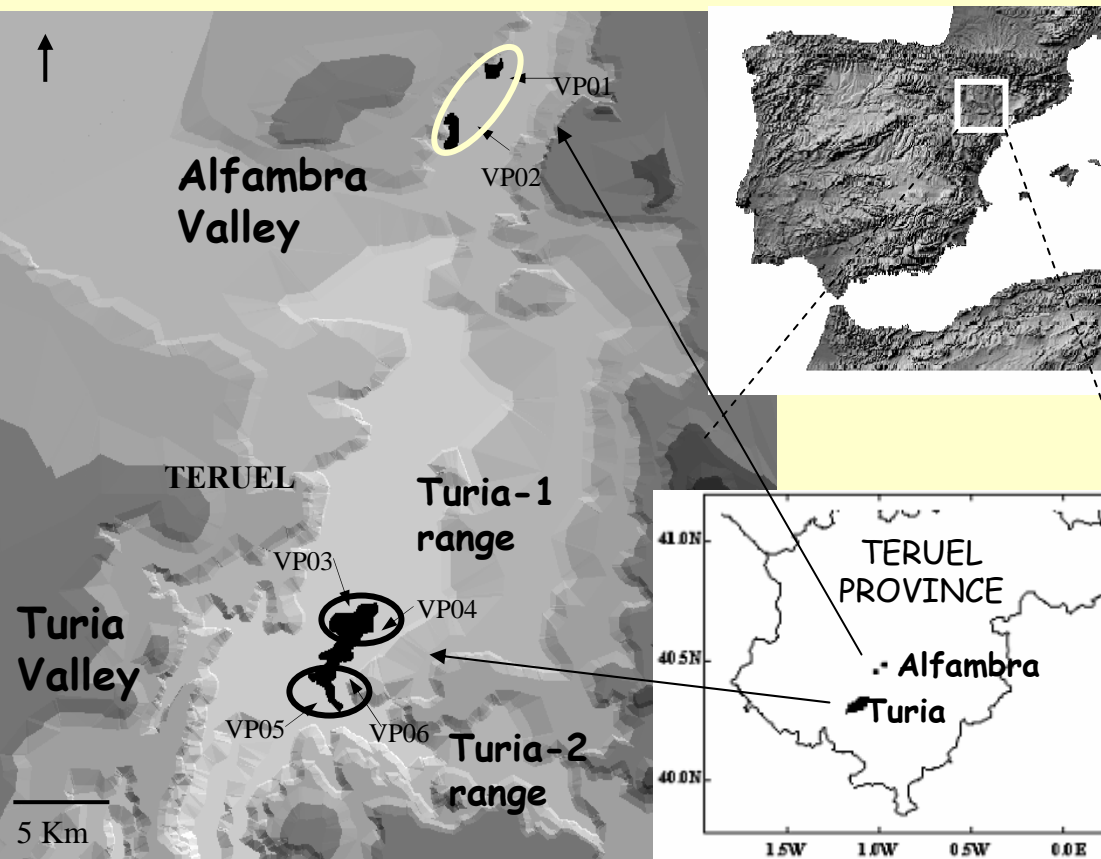 VP01
VP02
Alfambra
Valley
TERUEL
Turia-1
range
VP03
VP04
Turia
Valley
VP05
VP06
Turia-2
range
5 Km
41.0N
TERUEL
PROVINCE
40.5N
Alfambra
Turia
40.0N
1.5W
1.0W
0.5W
0.0E